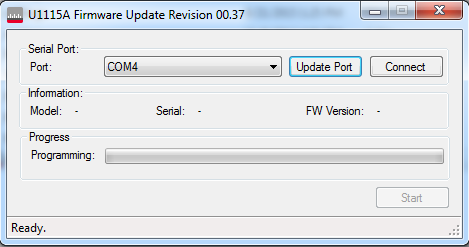 U1115A Firmware Update Revision 00.37
Serial Port:
Port: COM4 Update Port Connect
Information:
Model: - Serial: - FW Version: -
Progress
Programming:
Start
Ready.